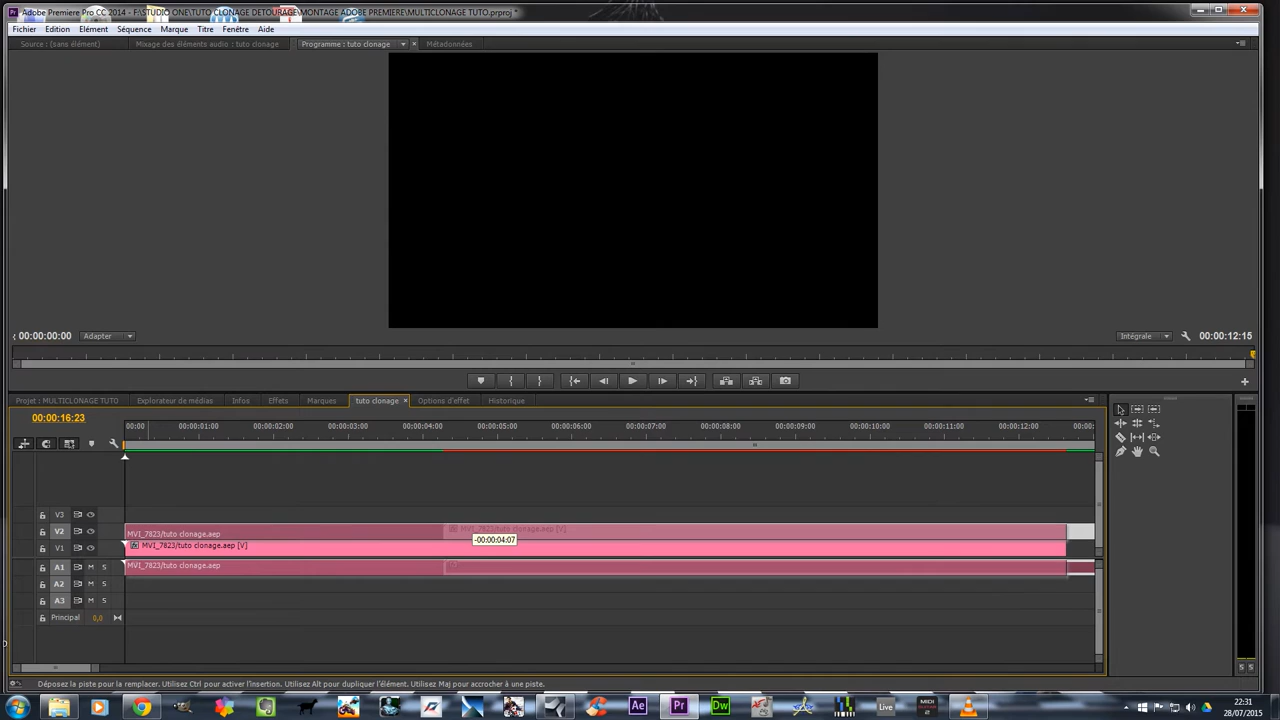 Adobe Premiere Pro CC 2014 - F:\STUDIO ONE\TUTO CLONAGE DETOURAGE\MONTAGE ADOBE PREMIERE\MULTICLONAGE TUTO.prproj *
Fichier Edition Elément Séquence Marque Titre Fenêtre Aide
Source : (sans élément) Mixage des éléments audio : tuto clonage Programme : tuto clonage Métadonnées
00:00:00:00 Adapter Intégrale 00:00:12:15
Projet : MULTICLONAGE TUTO Explorateur de médias Infos Effets Marques tuto clonage Options d'effet Historique
00:00:16:23
00:00 00:00:01:00 00:00:02:00 00:00:03:00 00:00:04:00 00:00:05:00 00:00:06:00 00:00:07:00 00:00:08:00 00:00:09:00 00:00:10:00 00:00:11:00 00:00:12:00 00:00:
V3
V2 MVI_7823/tuto clonage.aep MVI_7823/tuto clonage.aep [V]
-00:00:04:07
V1 MVI_7823/tuto clonage.aep [V]
A1 M S MVI_7823/tuto clonage.aep
A2 M S
A3 M S
Principal 0,0
S S
Déposez la piste pour la remplacer. Utilisez Ctrl pour activer l'insertion. Utilisez Alt pour dupliquer l'élément. Utilisez Maj pour accrocher à une piste.
Ae Pr Dw Live MIDI 2
22:31
28/07/2015